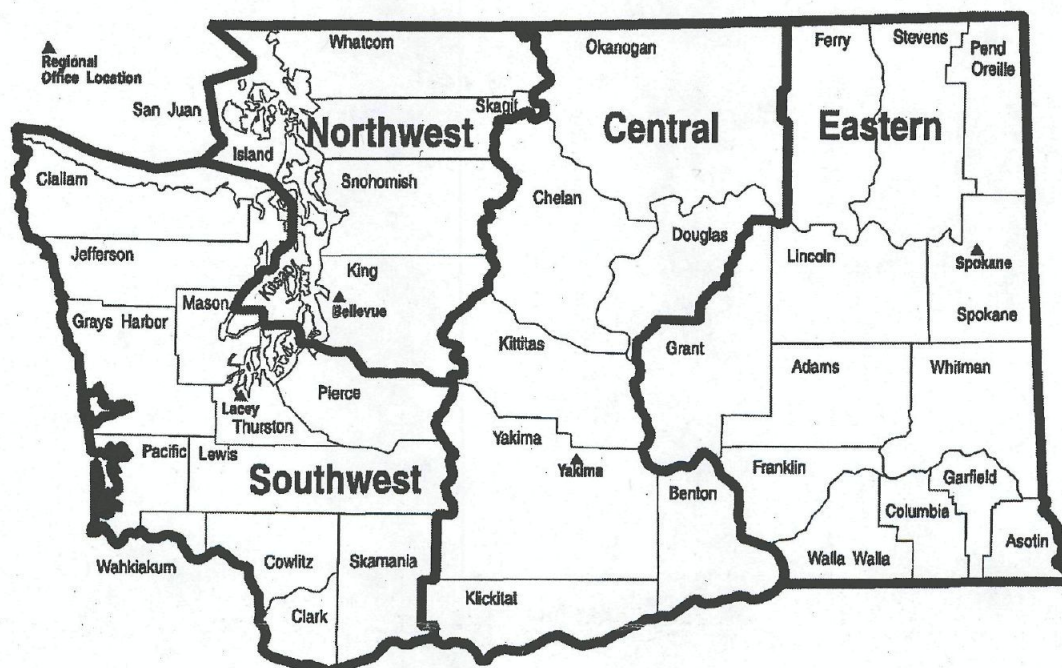 Regional
Office Location
San Juan
Whatcom
Skagit
Northwest
Island
Snohomish
Clallam
Jefferson
King
Kitsap
Bellevue
Mason
Grays Harbor
Pierce
Lacey
Thurston
Pacific
Lewis
Southwest
Wahkiakum
Cowlitz
Skamania
Clark
Okanogan
Central
Chelan
Douglas
Kittitas
Yakima
Yakima
Benton
Klickital
Ferry
Stevens
Pend
Oreille
Eastern
Lincoln
Spokane
Spokane
Grant
Adams
Whitman
Franklin
Garfield
Columbia
Walla Walla
Asotin